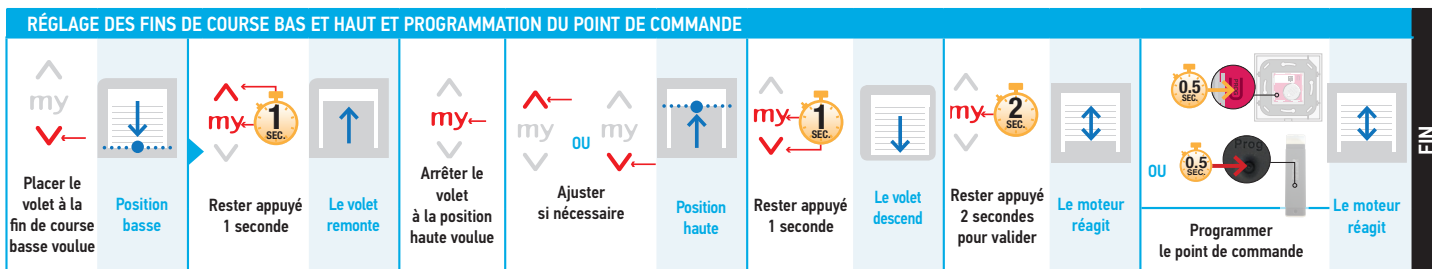 RÉGLAGE DES FINS DE COURSE BAS ET HAUT ET PROGRAMMATION DU POINT DE COMMANDE
my
Placer le
volet à la
fin de course
basse voulue
Position
basse
my
1
SEC.
Rester appuyé
1 seconde
Le volet
remonte
my
Arrêter le
volet
à la position
haute voulue
my
OU
my
Ajuster
si nécessaire
Position
haute
my
1
SEC.
Rester appuyé
1 seconde
Le volet
descend
my
2
SEC.
Rester appuyé
2 secondes
pour valider
Le moteur
réagit
0.5
SEC.
OU
0.5
SEC.
Prog
Programmer
le point de commande
Le moteur
réagit
FIN